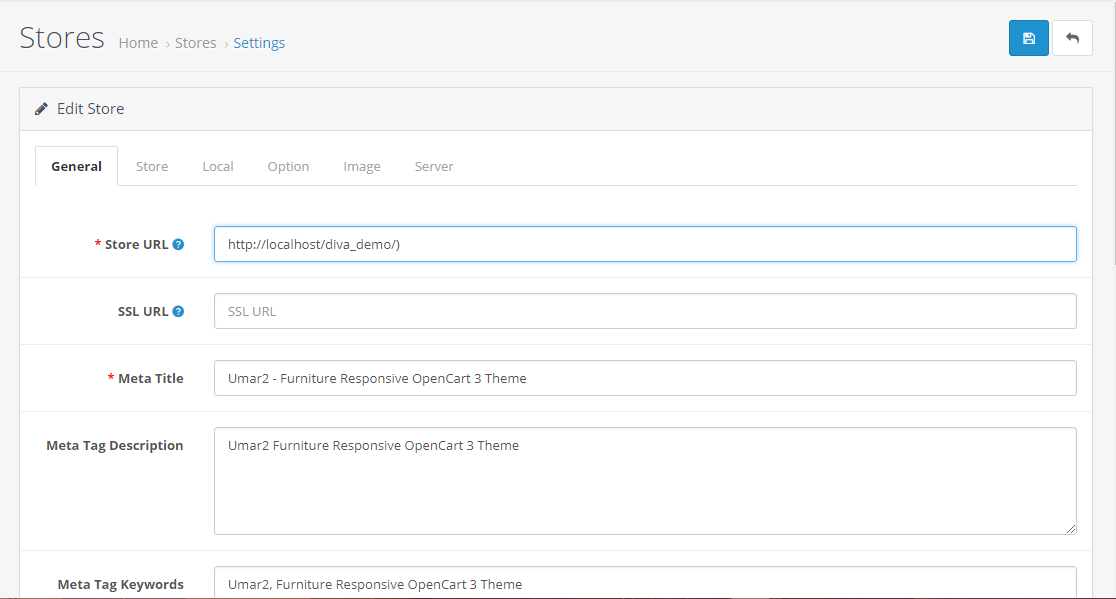 Stores Home › Stores › Settings
Edit Store
General Store Local Option Image Server
* Store URL ? http://localhost/diva_demo/)
SSL URL ? SSL URL
* Meta Title Umar2 - Furniture Responsive OpenCart 3 Theme
Meta Tag Description Umar2 Furniture Responsive OpenCart 3 Theme
Meta Tag Keywords Umar2, Furniture Responsive OpenCart 3 Theme